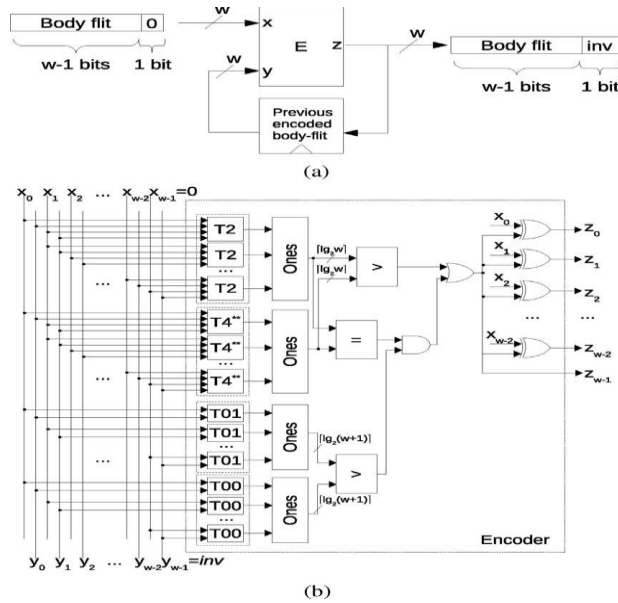 Body flit 0
w-1 bits 1 bit
w
x
y
E
z
w
w
Previous
encoded
body-flit
Body flit inv
w-1 bits 1 bit
(a)
x0 x1 x2 ... xw-2 xw-1=0
T2
T2
...
T2
Ones
⌈lg2w⌉
⌈lg2w⌉
>
T4**
T4**
...
T4**
Ones
=
T01
T01
...
T01
Ones
⌈lg2(w+1)⌉
>
T00
T00
...
T00
Ones
⌈lg2(w+1)⌉
...
...
...
...
x0 z0
x1 z1
x2 z2
... ...
xw-2 zw-2
zw-1
Encoder
y0 y1 y2 ... yw-2 yw-1=inv
(b)